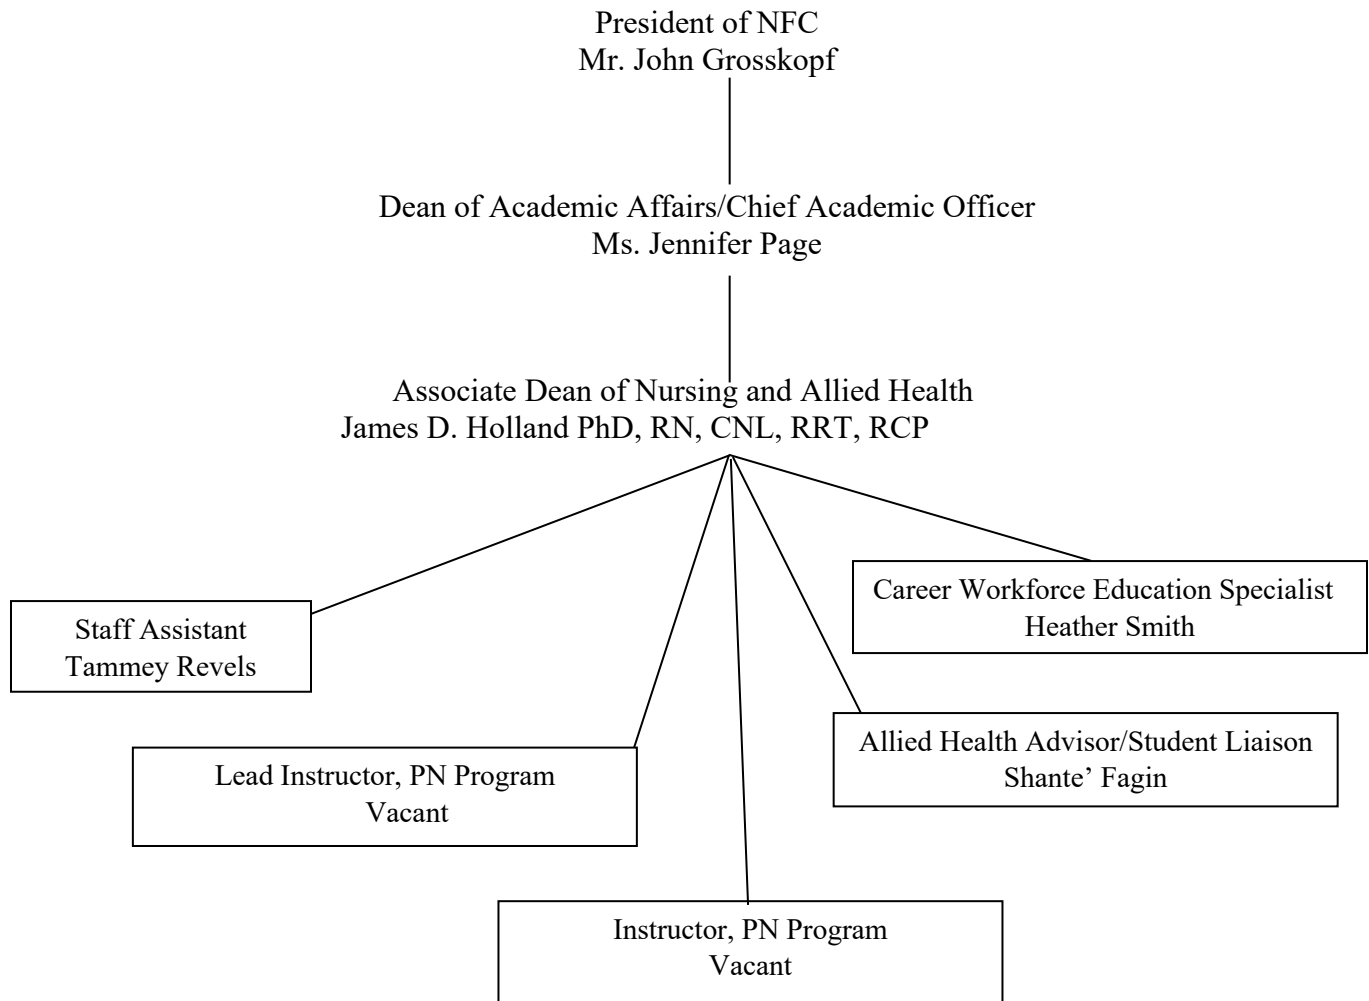 President of NFC
Mr. John Grosskopf
Dean of Academic Affairs/Chief Academic Officer
Ms. Jennifer Page
Associate Dean of Nursing and Allied Health
James D. Holland PhD, RN, CNL, RRT, RCP
Career Workforce Education Specialist
Heather Smith
Staff Assistant
Tammey Revels
Allied Health Advisor/Student Liaison
Shante’ Fagin
Lead Instructor, PN Program
Vacant
Instructor, PN Program
Vacant